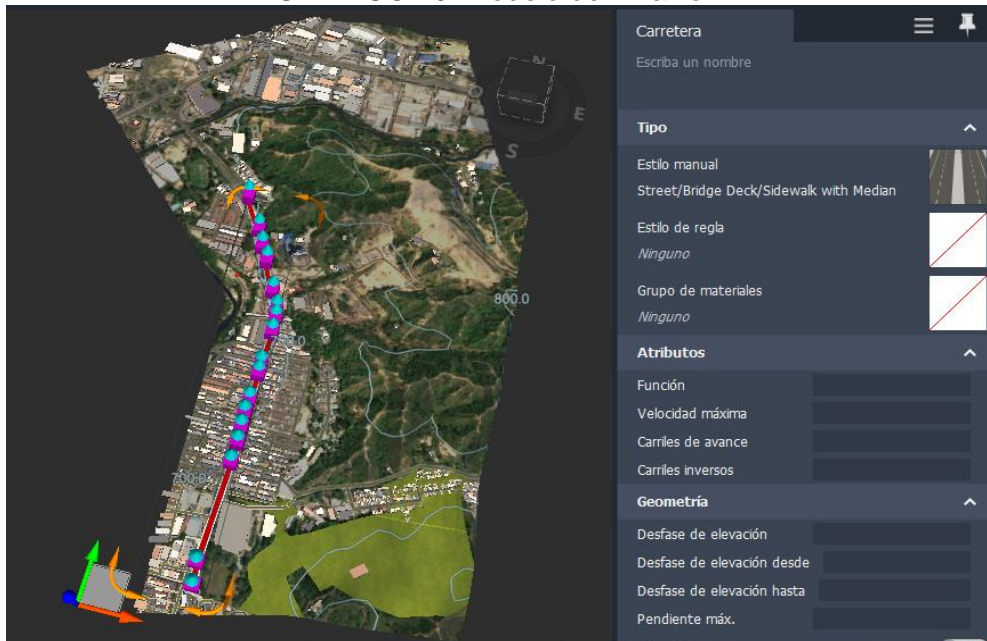 N
E
S
O
800.0
700.0
Carretera
Escriba un nombre
Tipo
Estilo manual
Street/Bridge Deck/Sidewalk with Median
Estilo de regla
Ninguno
Grupo de materiales
Ninguno
Atributos
Función
Velocidad máxima
Carriles de avance
Carriles inversos
Geometría
Desfase de elevación
Desfase de elevación desde
Desfase de elevación hasta
Pendiente máx.